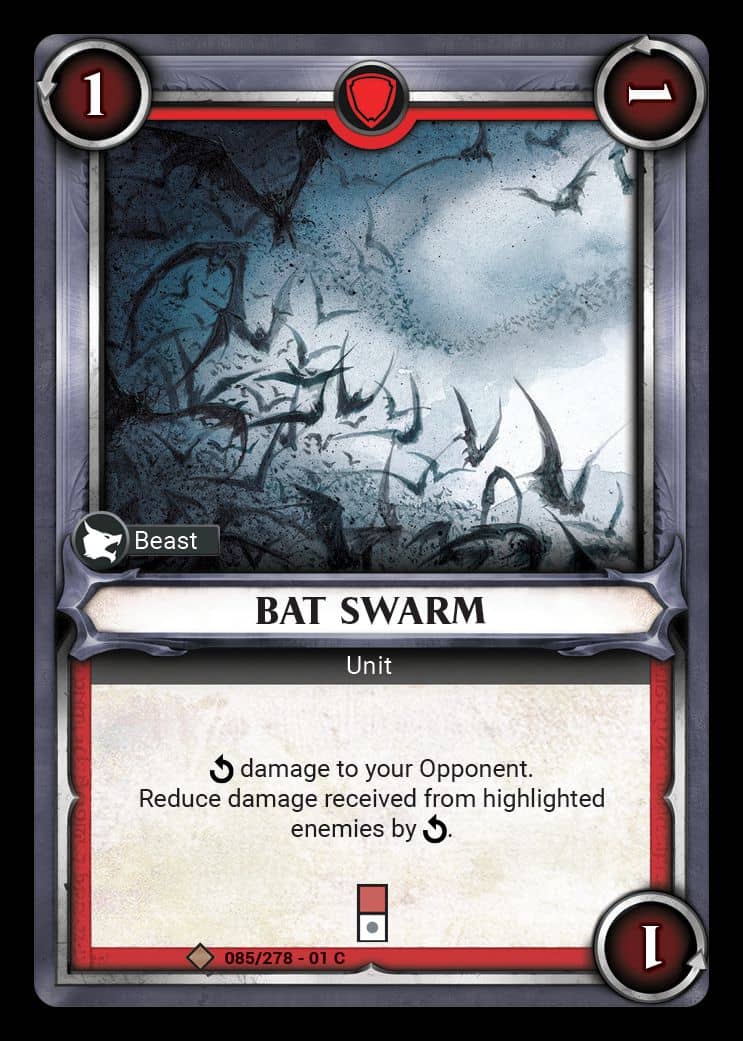 1
1
Beast
BAT SWARM
Unit
damage to your Opponent.
Reduce damage received from highlighted
enemies by .
085/278 - 01 C
1